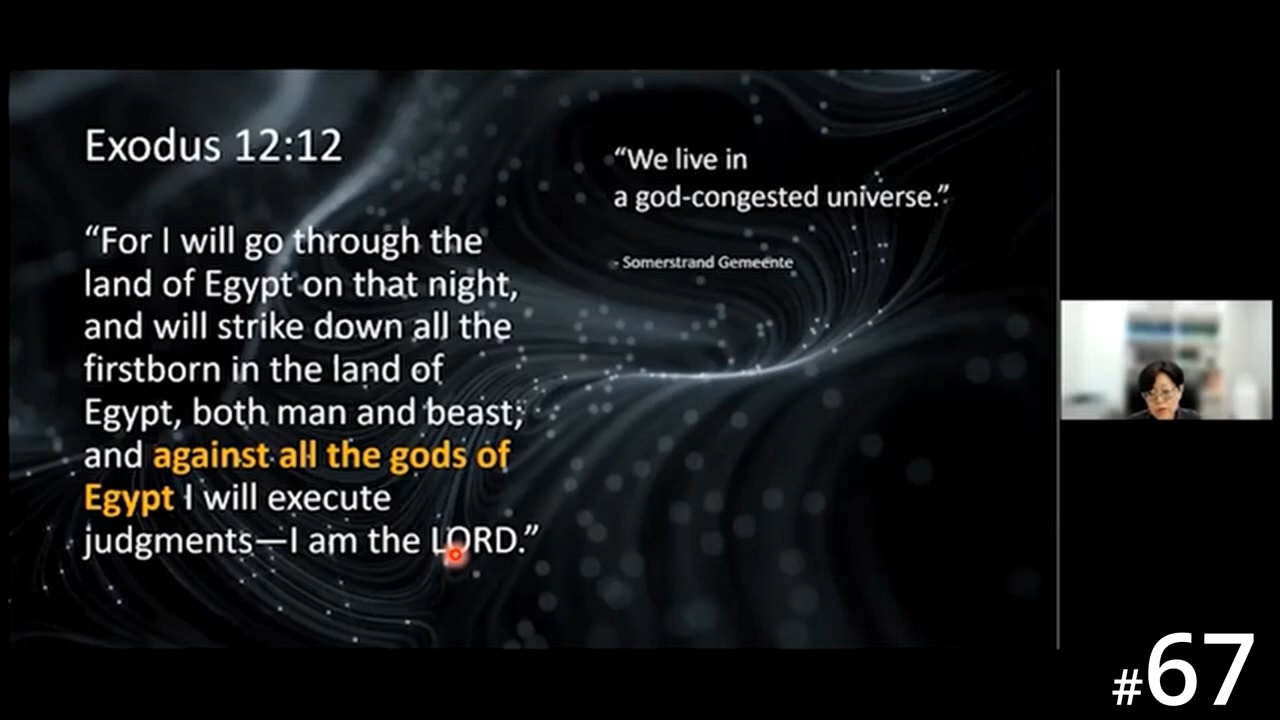 Exodus 12:12
“For I will go through the
land of Egypt on that night,
and will strike down all the
firstborn in the land of
Egypt, both man and beast;
and against all the gods of
Egypt I will execute
judgments—I am the LORD.”
“We live in
a god-congested universe.”
- Somerstrand Gemeente
#67